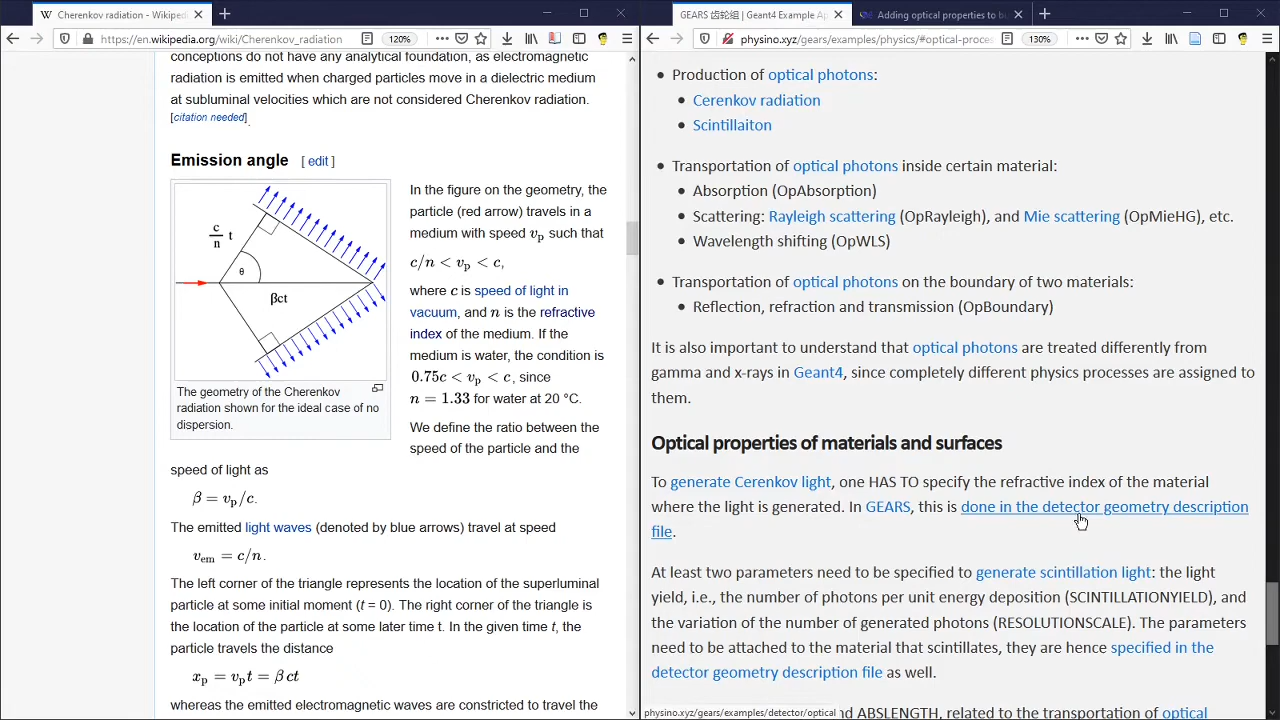 Cherenkov radiation - Wikiped
https://en.wikipedia.org/wiki/Cherenkov_radiation
120%
conceptions do not have any analytical foundation, as electromagnetic
radiation is emitted when charged particles move in a dielectric medium
at subluminal velocities which are not considered Cherenkov radiation.
[citation needed].
Emission angle [ edit ]
c/n t
θ
βct
The geometry of the Cherenkov
radiation shown for the ideal case of no
dispersion.
In the figure on the geometry, the
particle (red arrow) travels in a
medium with speed vp such that
c/n < vp < c,
where c is speed of light in
vacuum, and n is the refractive
index of the medium. If the
medium is water, the condition is
0.75c < vp < c, since
n = 1.33 for water at 20 °C.
We define the ratio between the
speed of the particle and the
speed of light as
β = vp/c.
The emitted light waves (denoted by blue arrows) travel at speed
vem = c/n.
The left corner of the triangle represents the location of the superluminal
particle at some initial moment (t = 0). The right corner of the triangle is
the location of the particle at some later time t. In the given time t, the
particle travels the distance
xp = vpt = β ct
whereas the emitted electromagnetic waves are constricted to travel the
GEARS 齿轮组 | Geant4 Example Ap
Adding optical properties to bu
physino.xyz/gears/examples/physics/#optical-proces
130%
Production of optical photons:
Cerenkov radiation
Scintillaiton
Transportation of optical photons inside certain material:
Absorption (OpAbsorption)
Scattering: Rayleigh scattering (OpRayleigh), and Mie scattering (OpMieHG), etc.
Wavelength shifting (OpWLS)
Transportation of optical photons on the boundary of two materials:
Reflection, refraction and transmission (OpBoundary)
It is also important to understand that optical photons are treated differently from
gamma and x-rays in Geant4, since completely different physics processes are assigned to
them.
Optical properties of materials and surfaces
To generate Cerenkov light, one HAS TO specify the refractive index of the material
where the light is generated. In GEARS, this is done in the detector geometry description
file.
At least two parameters need to be specified to generate scintillation light: the light
yield, i.e., the number of photons per unit energy deposition (SCINTILLATIONYIELD), and
the variation of the number of generated photons (RESOLUTIONSCALE). The parameters
need to be attached to the material that scintillates, they are hence specified in the
detector geometry description file as well.
physino.xyz/gears/examples/detector/optical
nd ABSLENGTH, related to the transportation of optical